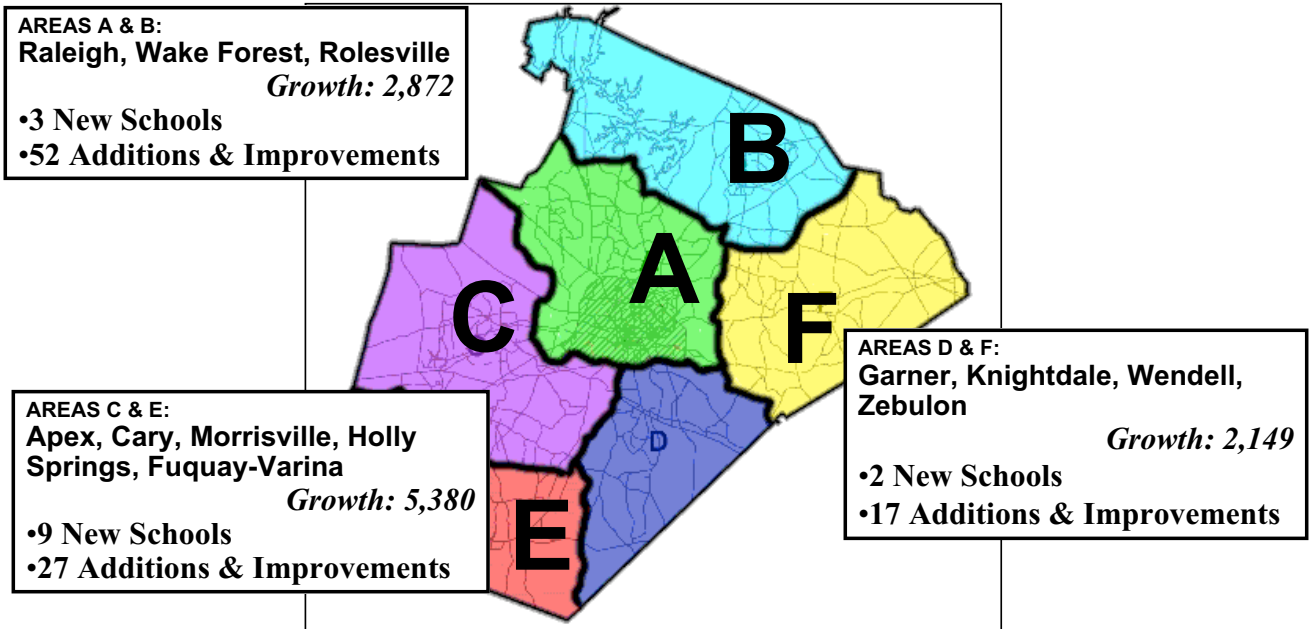 AREAS A & B:
Raleigh, Wake Forest, Rolesville
Growth: 2,872
•3 New Schools
•52 Additions & Improvements
B
A
C
F
AREAS D & F:
Garner, Knightdale, Wendell,
Zebulon
Growth: 2,149
•2 New Schools
•17 Additions & Improvements
AREAS C & E:
Apex, Cary, Morrisville, Holly
Springs, Fuquay-Varina
Growth: 5,380
•9 New Schools
•27 Additions & Improvements
D
E